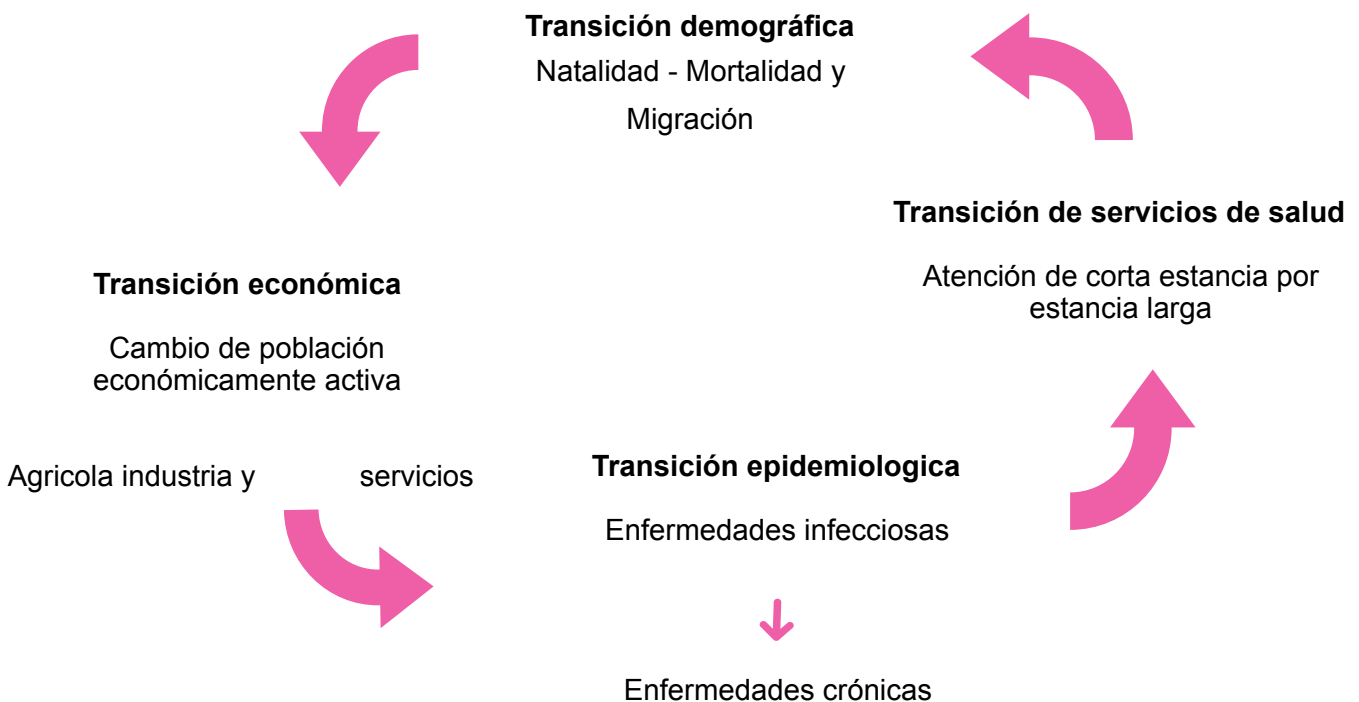 Transición demográfica
Natalidad - Mortalidad y
Migración
Transición de servicios de salud
Atención de corta estancia por
estancia larga
Transición económica
Cambio de población
económicamente activa
Agricola industria y servicios
Transición epidemiologica
Enfermedades infecciosas
Enfermedades crónicas